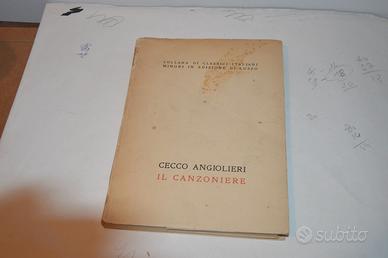 COLLANA DI CLASSICI ITALIANI
MINORI IN EDIZIONE DI LUSSO
CECCO ANGIOLIERI
IL CANZONIERE
subito